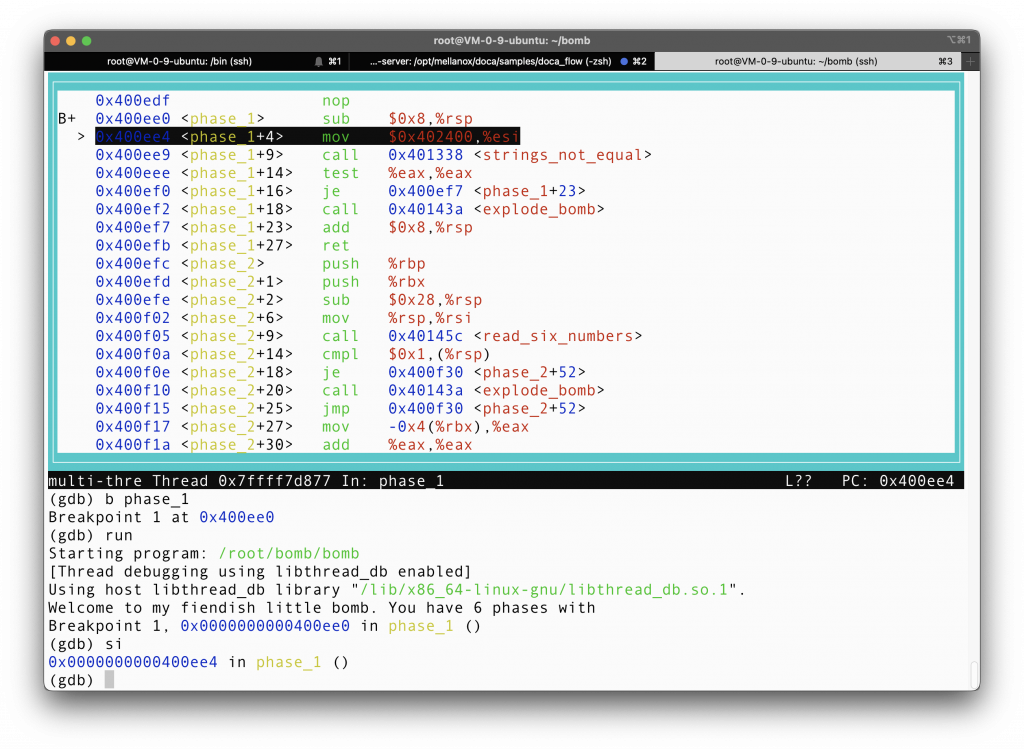 root@VM-0-9-ubuntu: ~/bomb
⌥⌘1
root@VM-0-9-ubuntu: /bin (ssh) ⌘1 ...-server: /opt/mellanox/doca/samples/doca_flow (-zsh) ⌘2 root@VM-0-9-ubuntu: ~/bomb (ssh) ⌘3 +
0x400edf nop
B+ 0x400ee0 <phase_1> sub $0x8,%rsp
> 0x400ee4 <phase_1+4> mov $0x402400,%esi
0x400ee9 <phase_1+9> call 0x401338 <strings_not_equal>
0x400eee <phase_1+14> test %eax,%eax
0x400ef0 <phase_1+16> je 0x400ef7 <phase_1+23>
0x400ef2 <phase_1+18> call 0x40143a <explode_bomb>
0x400ef7 <phase_1+23> add $0x8,%rsp
0x400efb <phase_1+27> ret
0x400efc <phase_2> push %rbp
0x400efd <phase_2+1> push %rbx
0x400efe <phase_2+2> sub $0x28,%rsp
0x400f02 <phase_2+6> mov %rsp,%rsi
0x400f05 <phase_2+9> call 0x40145c <read_six_numbers>
0x400f0a <phase_2+14> cmpl $0x1,(%rsp)
0x400f0e <phase_2+18> je 0x400f30 <phase_2+52>
0x400f10 <phase_2+20> call 0x40143a <explode_bomb>
0x400f15 <phase_2+25> jmp 0x400f30 <phase_2+52>
0x400f17 <phase_2+27> mov -0x4(%rbx),%eax
0x400f1a <phase_2+30> add %eax,%eax
multi-thre Thread 0x7ffff7d877 In: phase_1 L?? PC: 0x400ee4
(gdb) b phase_1
Breakpoint 1 at 0x400ee0
(gdb) run
Starting program: /root/bomb/bomb
[Thread debugging using libthread_db enabled]
Using host libthread_db library "/lib/x86_64-linux-gnu/libthread_db.so.1".
Welcome to my fiendish little bomb. You have 6 phases with
Breakpoint 1, 0x0000000000400ee0 in phase_1 ()
(gdb) si
0x0000000000400ee4 in phase_1 ()
(gdb)